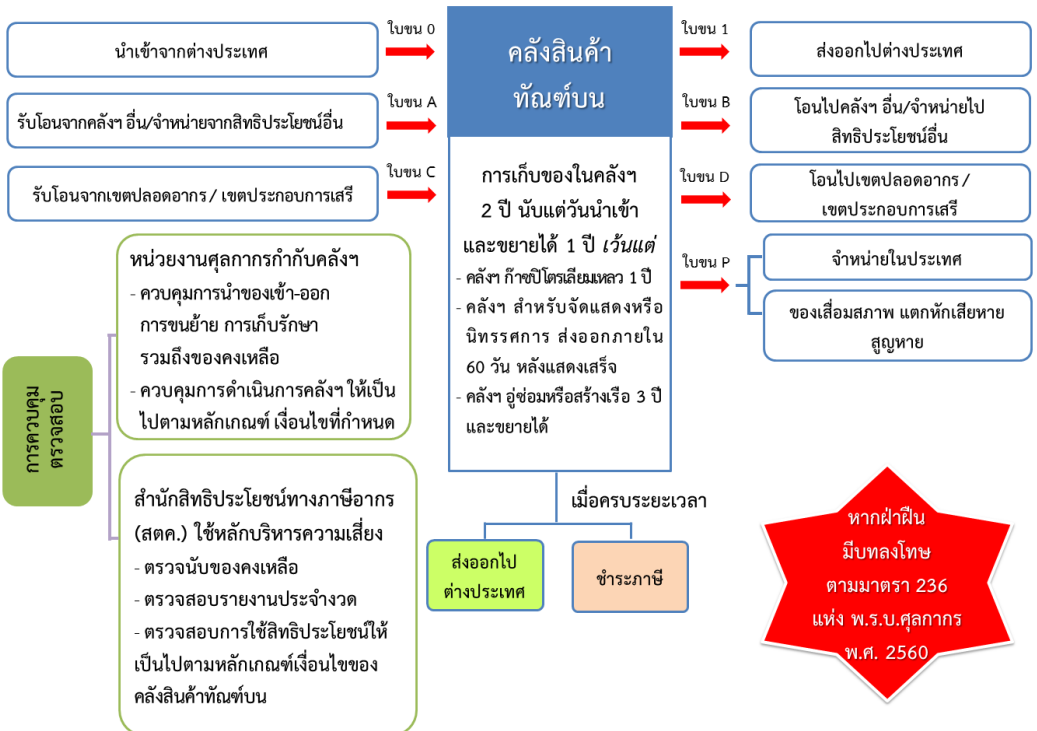 นำเข้าจากต่างประเทศ
ใบขน 0
รับโอนจากคลังฯ อื่น/จำหน่ายจากสิทธิประโยชน์อื่น
ใบขน A
รับโอนจากเขตปลอดอากร / เขตประกอบการเสรี
ใบขน C
คลังสินค้า
ทัณฑ์บน
การเก็บของในคลังฯ
2 ปี นับแต่วันนำเข้า
และขยายได้ 1 ปี เว้นแต่
- คลังฯ ก๊าซปิโตรเลียมเหลว 1 ปี
- คลังฯ สำหรับจัดแสดงหรือ
นิทรรศการ ส่งออกภายใน
60 วัน หลังแสดงเสร็จ
- คลังฯ อู่ซ่อมหรือสร้างเรือ 3 ปี
และขยายได้
ใบขน 1
ส่งออกไปต่างประเทศ
ใบขน B
โอนไปคลังฯ อื่น/จำหน่ายไป
สิทธิประโยชน์อื่น
ใบขน D
โอนไปเขตปลอดอากร /
เขตประกอบการเสรี
ใบขน P
จำหน่ายในประเทศ
ของเสื่อมสภาพ แตกหักเสียหาย
สูญหาย
การควบคุม
ตรวจสอบ
หน่วยงานศุลกากรกำกับคลังฯ
- ควบคุมการนำของเข้า-ออก
การขนย้าย การเก็บรักษา
รวมถึงของคงเหลือ
- ควบคุมการดำเนินการคลังฯ ให้เป็น
ไปตามหลักเกณฑ์ เงื่อนไขที่กำหนด
สำนักสิทธิประโยชน์ทางภาษีอากร
(สตค.) ใช้หลักบริหารความเสี่ยง
- ตรวจนับของคงเหลือ
- ตรวจสอบรายงานประจำงวด
- ตรวจสอบการใช้สิทธิประโยชน์ให้
เป็นไปตามหลักเกณฑ์เงื่อนไขของ
คลังสินค้าทัณฑ์บน
เมื่อครบระยะเวลา
ส่งออกไป
ต่างประเทศ
ชำระภาษี
หากฝ่าฝืน
มีบทลงโทษ
ตามมาตรา 236
แห่ง พ.ร.บ.ศุลกากร
พ.ศ. 2560